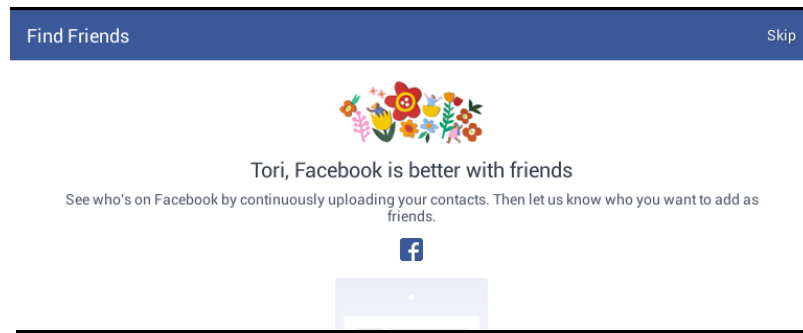 Find Friends
Skip
Tori, Facebook is better with friends
See who's on Facebook by continuously uploading your contacts. Then let us know who you want to add as
friends.